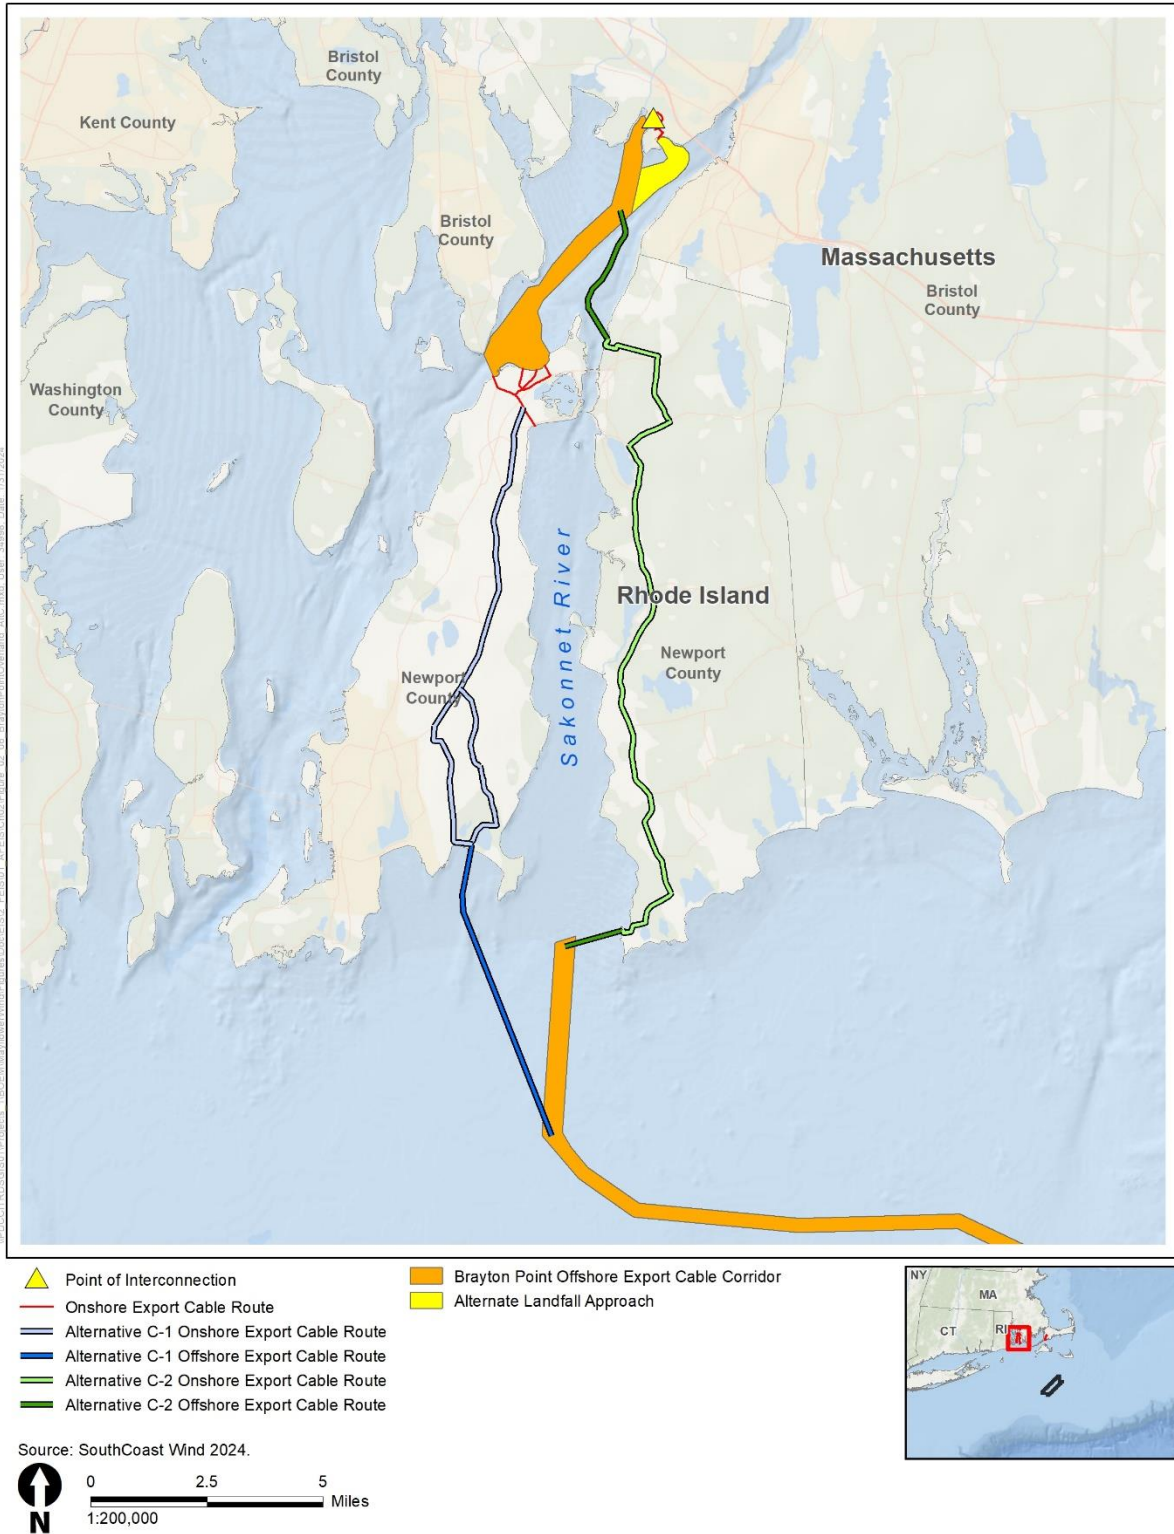 Bristol
County
Kent County
Bristol
County
Massachusetts
Bristol
County
Washington
County
Sakonnet River
Rhode Island
Newport
County
Newport
County
Point of Interconnection
Onshore Export Cable Route
Alternative C-1 Onshore Export Cable Route
Alternative C-1 Offshore Export Cable Route
Alternative C-2 Onshore Export Cable Route
Alternative C-2 Offshore Export Cable Route
Brayton Point Offshore Export Cable Corridor
Alternate Landfall Approach
NY
MA
CT
RI
Source: SouthCoast Wind 2024.
N
0 2.5 5
Miles
1:200,000